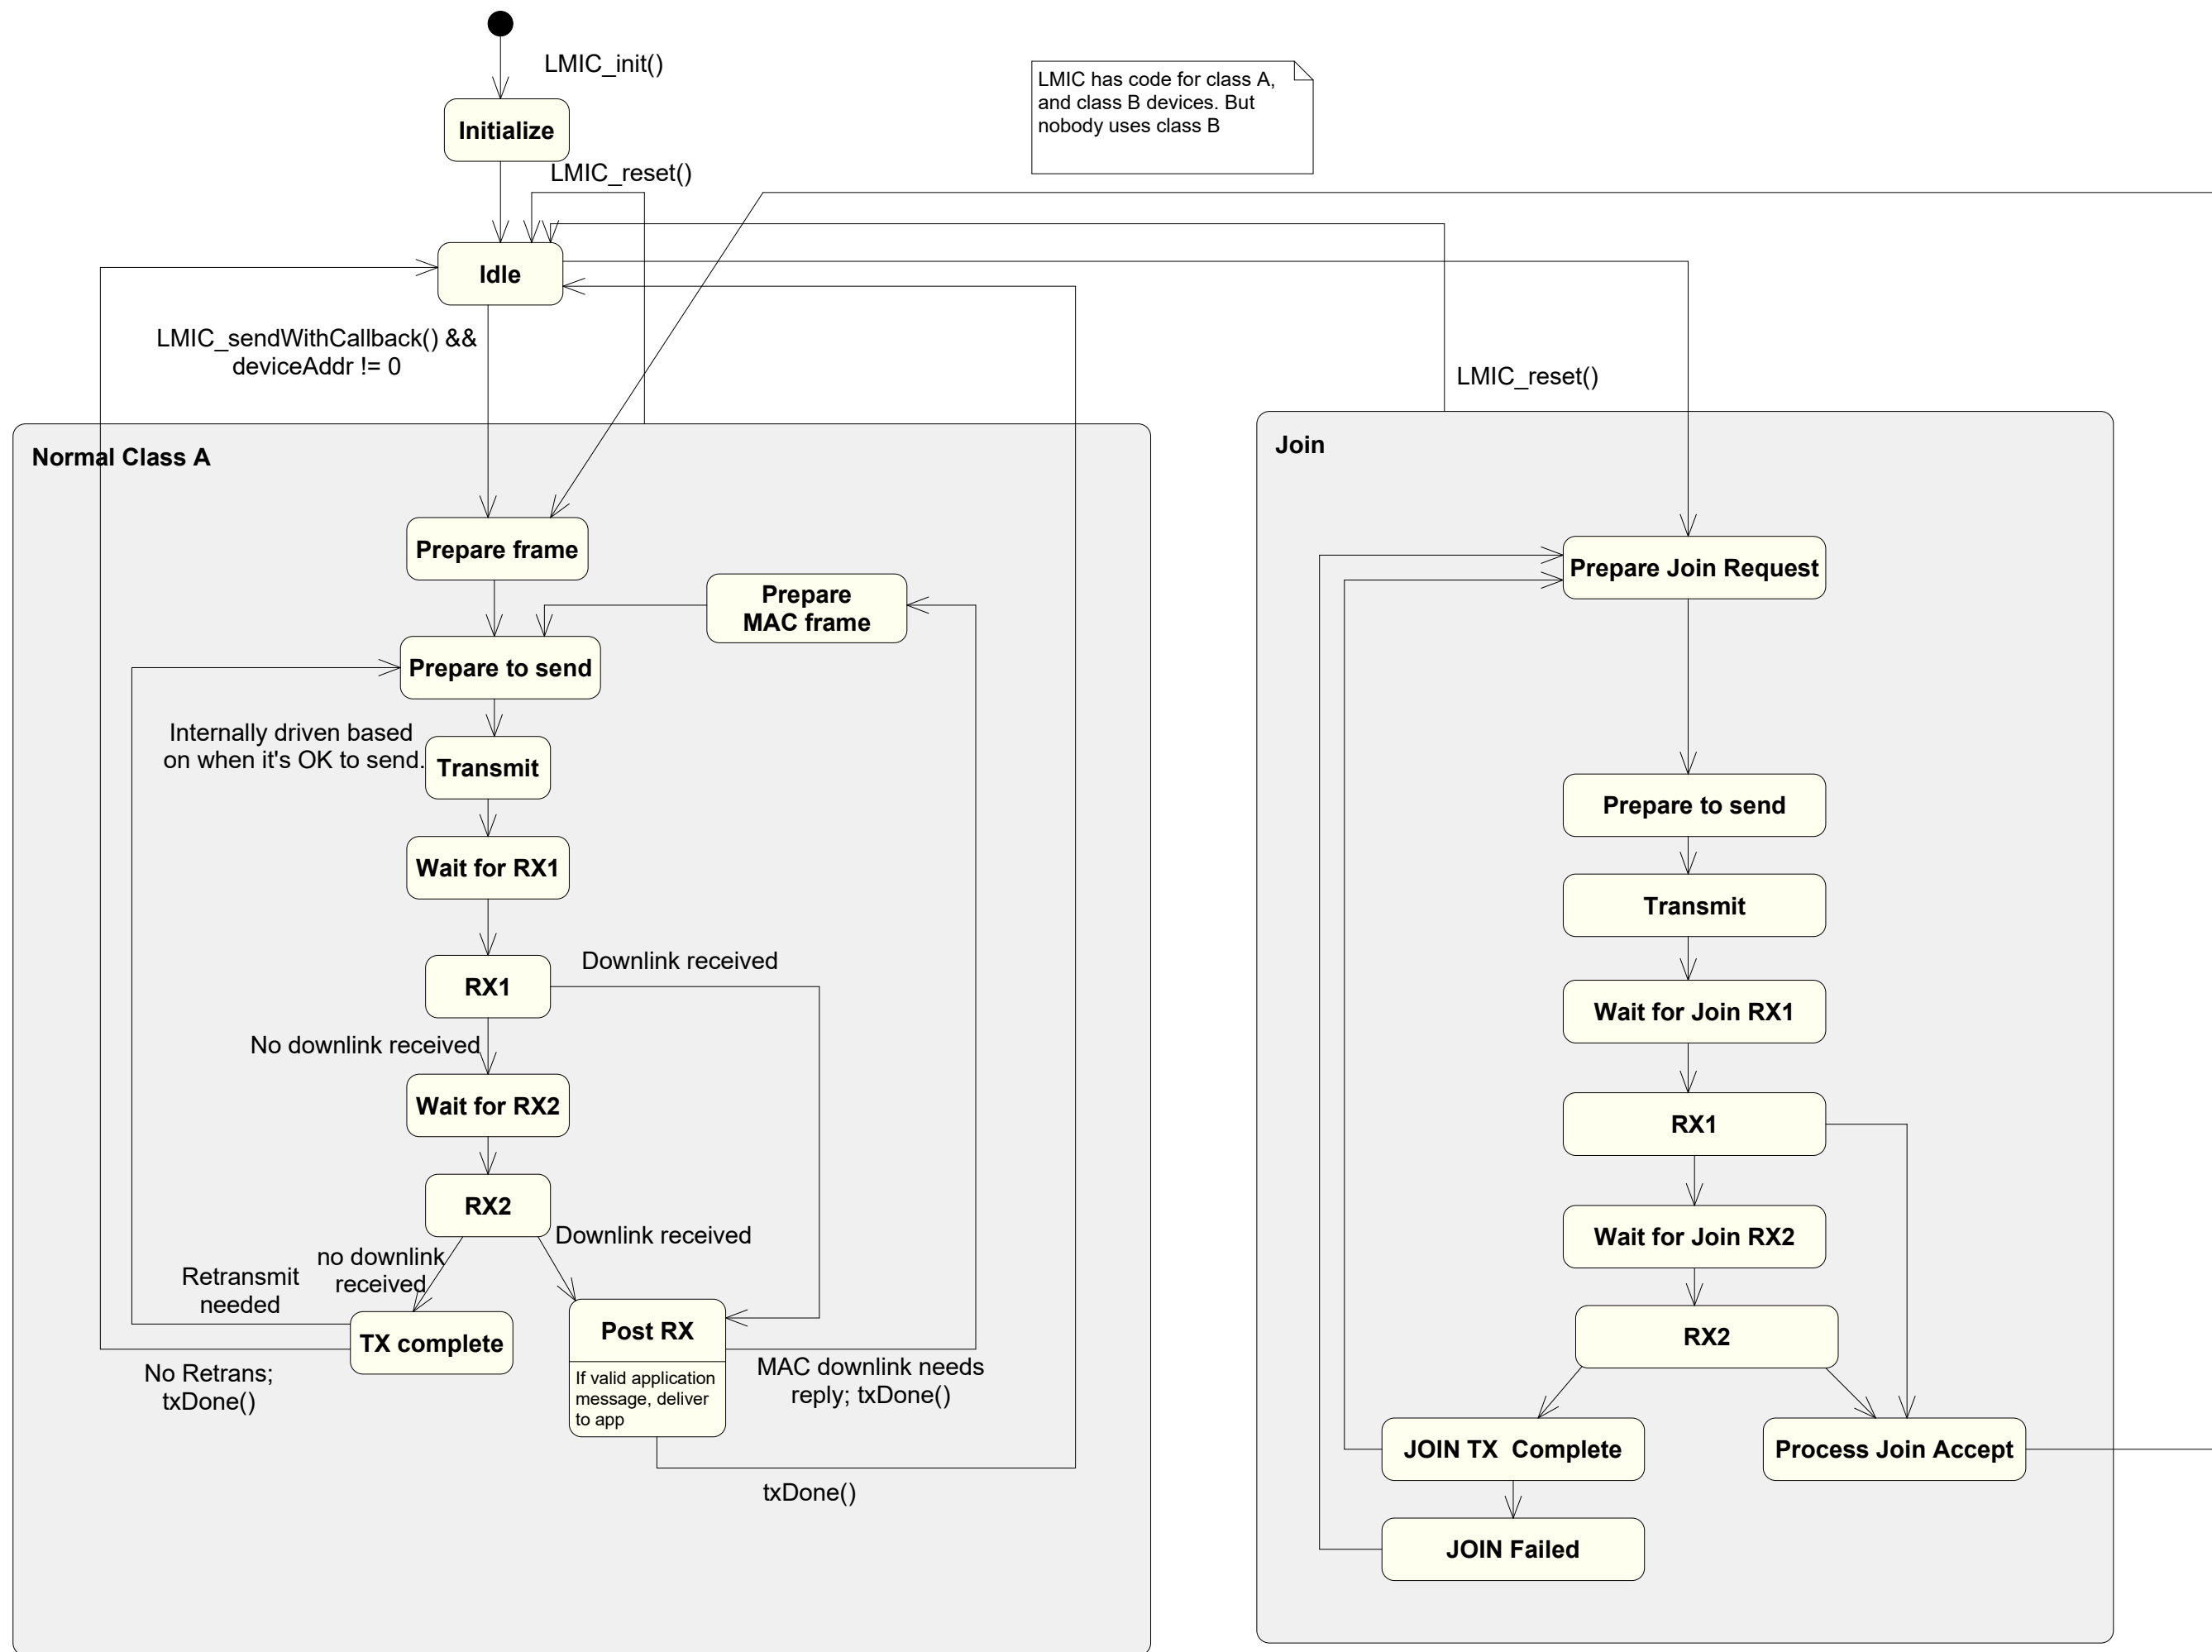 LMIC_init()
LMIC has code for class A,
and class B devices. But
nobody uses class B
Initialize
LMIC_reset()
Idle
LMIC_sendWithCallback() &&
deviceAddr != 0
LMIC_reset()
Normal Class A
Join
Prepare frame
Prepare
MAC frame
Prepare Join Request
Prepare to send
Internally driven based
on when it's OK to send.
Transmit
Prepare to send
Wait for RX1
Transmit
Downlink received
RX1
Wait for Join RX1
No downlink received
Wait for RX2
RX1
RX2
Downlink received
Wait for Join RX2
no downlink
received
Retransmit
needed
Post RX
TX complete
RX2
No Retrans;
txDone()
If valid application
message, deliver
to app
MAC downlink needs
reply; txDone()
JOIN TX  Complete
Process Join Accept
txDone()
JOIN Failed